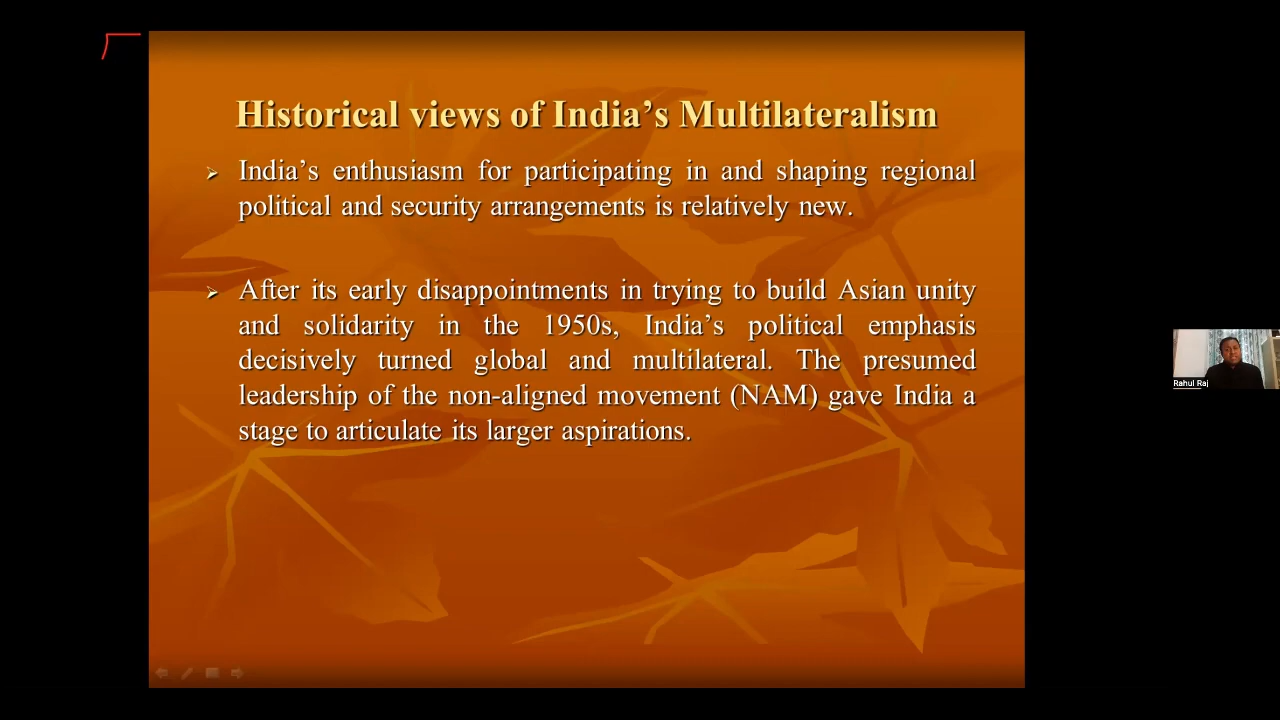 Historical views of India's Multilateralism
India's enthusiasm for participating in and shaping regional
political and security arrangements is relatively new.
After its early disappointments in trying to build Asian unity
and solidarity in the 1950s, India's political emphasis
decisively turned global and multilateral. The presumed
leadership of the non-aligned movement (NAM) gave India a
stage to articulate its larger aspirations.
Rahul Raj